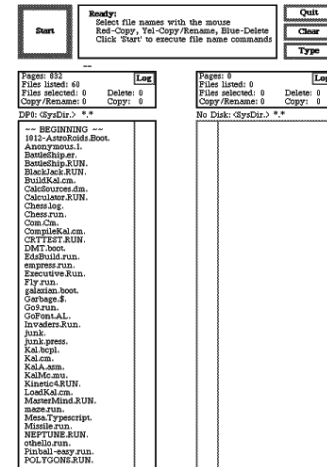 Start
Ready:
Select file names with the mouse
Red-Copy, Yel-Copy/Rename, Blue-Delete
Click 'Start' to execute file name commands
Quit
Clear
Type
Pages: 832
Files listed: 60
Files selected: 0 Delete: 0
Copy/Rename: 0 Copy: 0
Log
DP0: <SysDir.> *.*
Pages: 0
Files listed: 0
Files selected: 0 Delete: 0
Copy/Rename: 0 Copy: 0
Log
No Disk: <SysDir.> *.*
~~ BEGINNING ~~
1012-AstroRoids.Boot.
Anonymous.1.
BattleShip.er.
BattleShip.RUN.
BlackJack.RUN.
BuildKal.cm.
CalcSources.dm.
Calculator.RUN.
Chess.log.
Chess.run.
Com.Cm.
CompileKal.cm.
CRTTEST.RUN.
DMT.boot.
EdsBuild.run.
empress.run.
Executive.Run.
Fly.run.
galaxian.boot.
Garbage.$.
Go9.run.
GoFont.AL.
Invaders.Run.
junk.
junk.press.
Kal.bcpl.
Kal.cm.
KalA.asm.
KalMc.mu.
Kinetic4.RUN.
LoadKal.cm.
MasterMind.RUN.
maze.run.
Mesa.Typescript.
Missile.run.
NEPTUNE.RUN.
othello.run.
Pinball-easy.run.
POLYGONS.RUN.